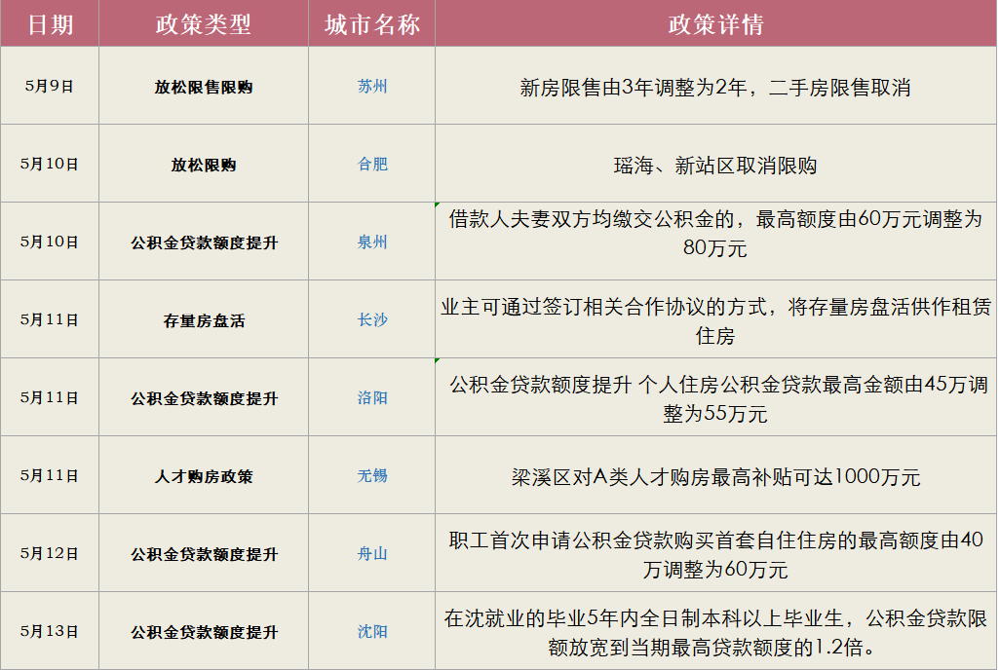 日期 政策类型 城市名称 政策详情
5月9日 放松限售限购 苏州 新房限售由3年调整为2年，二手房限售取消
5月10日 放松限购 合肥 瑶海、新站区取消限购
5月10日 公积金贷款额度提升 泉州 借款人夫妻双方均缴交公积金的，最高额度由60万元调整为
80万元
5月11日 存量房盘活 长沙 业主可通过签订相关合作协议的方式，将存量房盘活供作租赁
住房
5月11日 公积金贷款额度提升 洛阳 公积金贷款额度提升 个人住房公积金贷款最高金额由45万调
整为55万元
5月11日 人才购房政策 无锡 梁溪区对A类人才购房最高补贴可达1000万元
5月12日 公积金贷款额度提升 舟山 职工首次申请公积金贷款购买首套自住住房的最高额度由40
万调整为60万元
5月13日 公积金贷款额度提升 沈阳 在沈就业的毕业5年内全日制本科以上毕业生，公积金贷款限
额放宽到当期最高贷款额度的1.2倍。